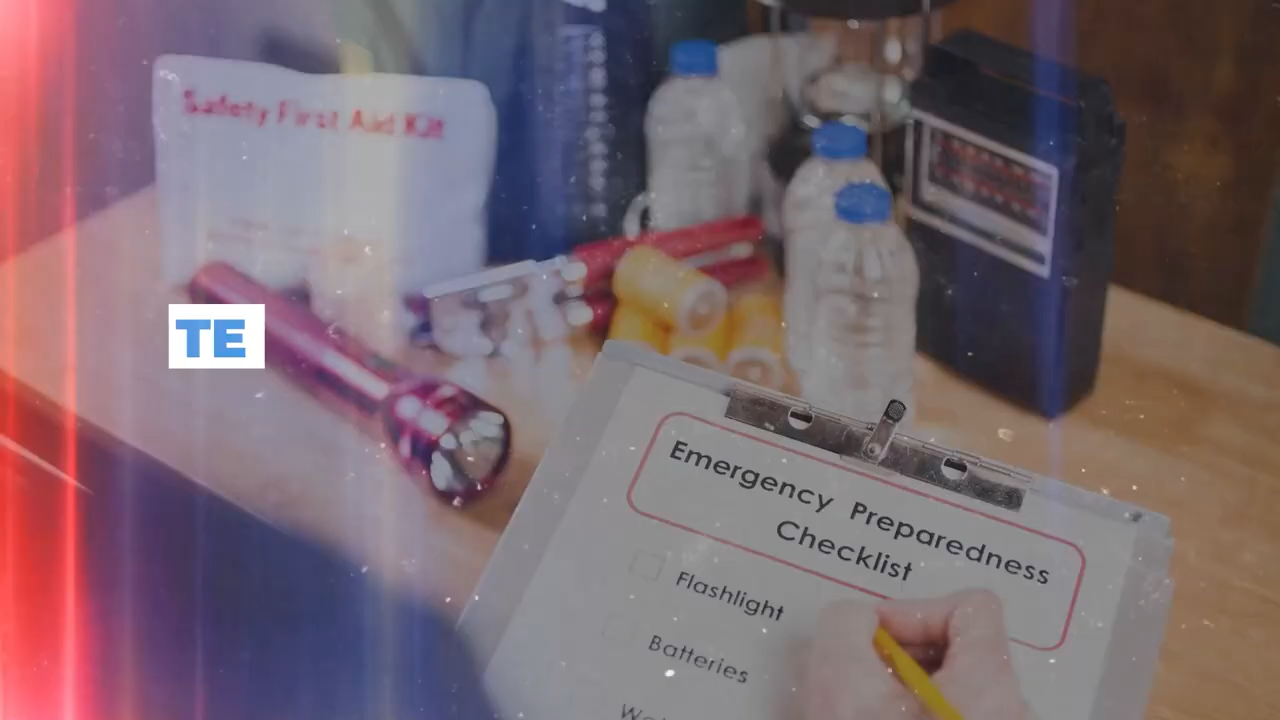 Safety First Aid Kit
TE
Emergency Preparedness
Checklist
Flashlight
Batteries